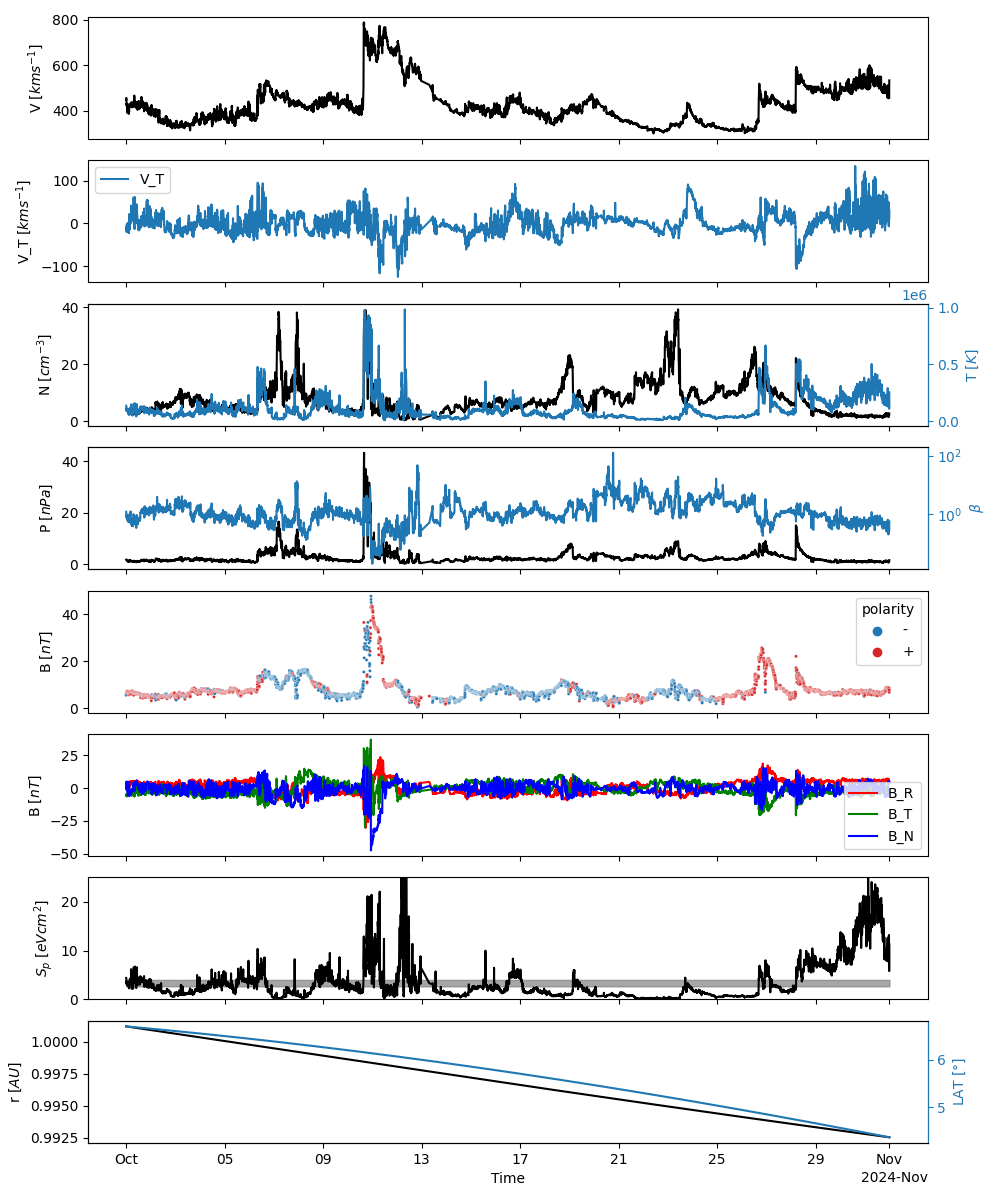 800
600
400
V [kms⁻¹]
V_T
100
0
−100
V_T [kms⁻¹]
1e6
40
20
0
N [cm⁻³]
1.0
0.5
0.0
T [K]
40
20
0
P [nPa]
10²
10⁰
β
40
20
0
B [nT]
polarity
-
+
25
0
−25
−50
B [nT]
B_R
B_T
B_N
20
10
0
S_p [eVcm²]
1.0000
0.9975
0.9950
0.9925
r [AU]
6
5
LAT [°]
Oct 05 09 13 17 21 25 29 Nov
Time
2024-Nov